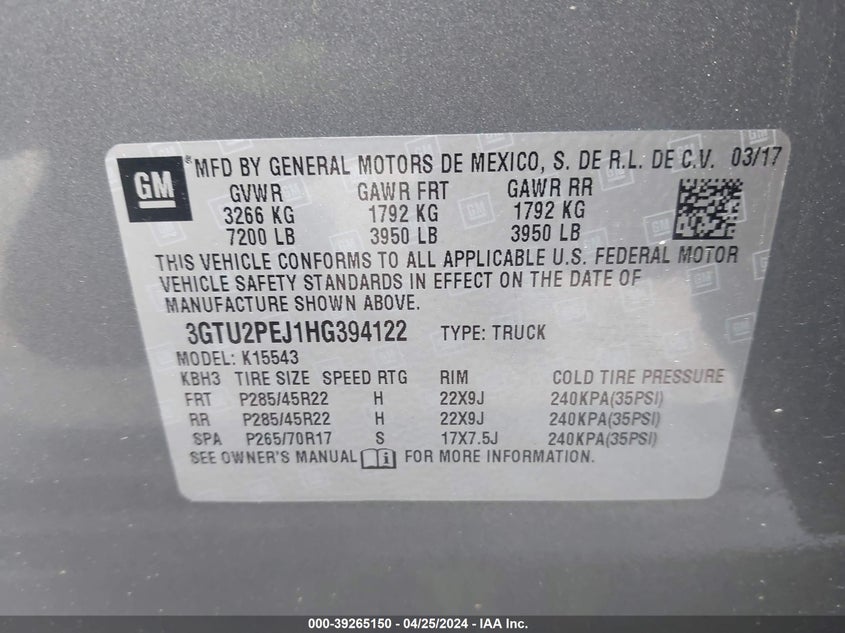 GM ® MFD BY GENERAL MOTORS DE MEXICO, S. DE R.L. DE C.V. 03/17
GVWR GAWR FRT GAWR RR
3266 KG 1792 KG 1792 KG
7200 LB 3950 LB 3950 LB
THIS VEHICLE CONFORMS TO ALL APPLICABLE U.S. FEDERAL MOTOR
VEHICLE SAFETY STANDARDS IN EFFECT ON THE DATE OF
MANUFACTURE SHOWN ABOVE.
3GTU2PEJ1HG394122 TYPE: TRUCK
MODEL: K15543
KBH3 TIRE SIZE SPEED RTG RIM COLD TIRE PRESSURE
FRT P285/45R22 H 22X9J 240KPA(35PSI)
RR P285/45R22 H 22X9J 240KPA(35PSI)
SPA P265/70R17 S 17X7.5J 240KPA(35PSI)
SEE OWNER'S MANUAL i FOR MORE INFORMATION.
000-39265150 - 04/25/2024 - IAA Inc.